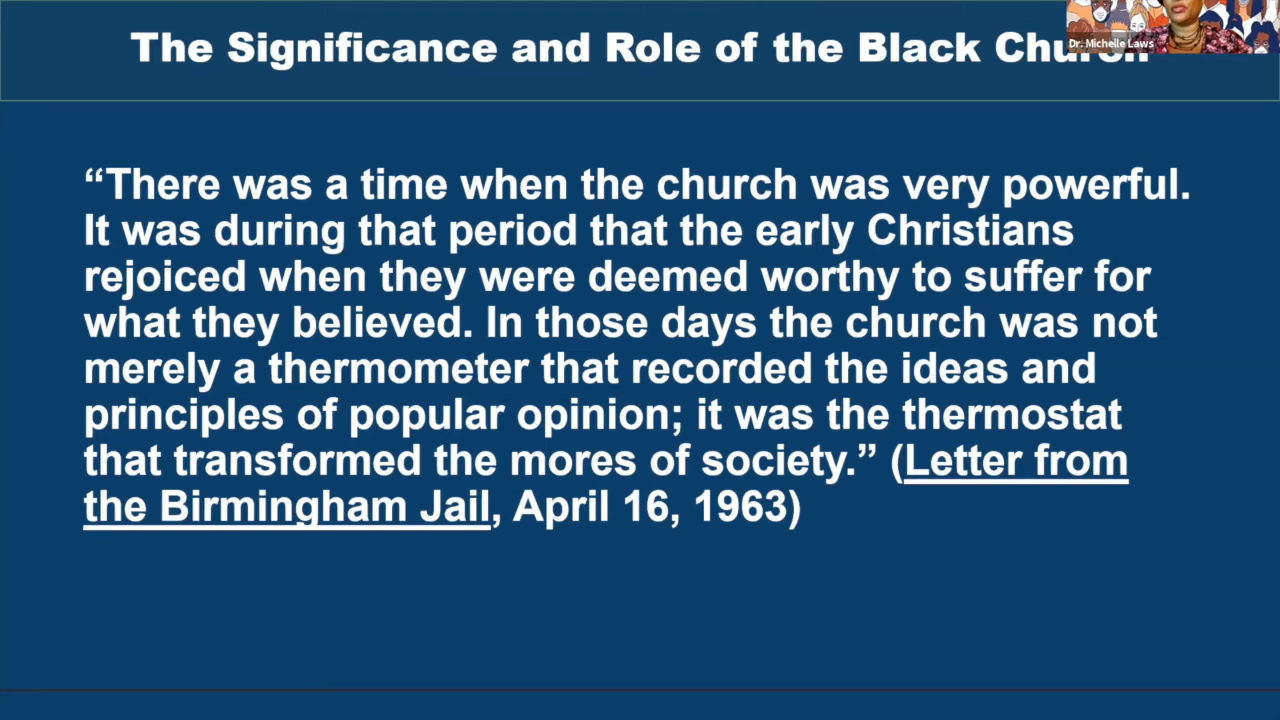 The Significance and Role of the Black Church
Dr. Michelle Laws
“There was a time when the church was very powerful.
It was during that period that the early Christians
rejoiced when they were deemed worthy to suffer for
what they believed. In those days the church was not
merely a thermometer that recorded the ideas and
principles of popular opinion; it was the thermostat
that transformed the mores of society.” (Letter from
the Birmingham Jail, April 16, 1963)